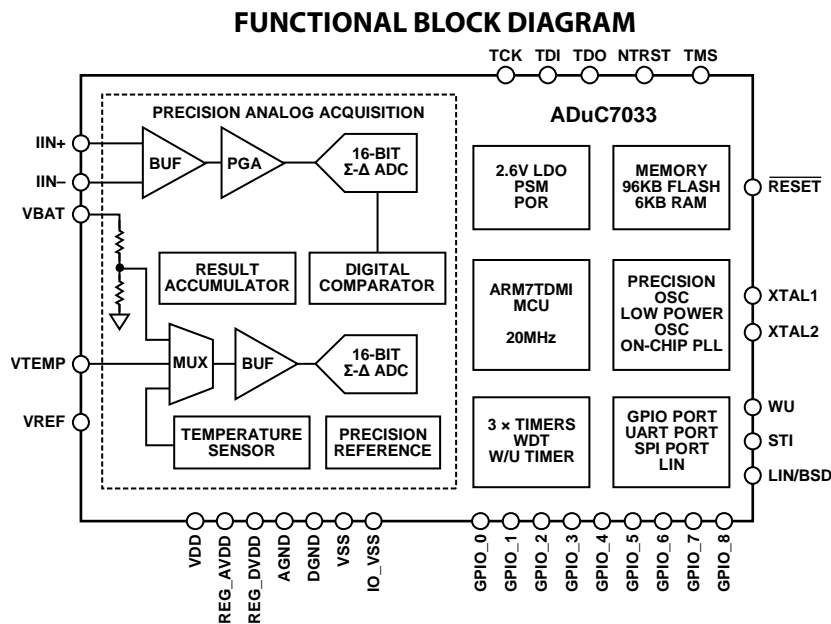 FUNCTIONAL BLOCK DIAGRAM
TCK TDI TDO NTRST TMS
PRECISION ANALOG ACQUISITION
ADuC7033
IIN+
IIN–
VBAT
VTEMP
VREF
BUF
PGA
16-BIT
Σ-Δ ADC
RESULT
ACCUMULATOR
DIGITAL
COMPARATOR
MUX
BUF
16-BIT
Σ-Δ ADC
TEMPERATURE
SENSOR
PRECISION
REFERENCE
2.6V LDO
PSM
POR
MEMORY
96KB FLASH
6KB RAM
ARM7TDMI
MCU
20MHz
PRECISION
OSC
LOW POWER
OSC
ON-CHIP PLL
3 × TIMERS
WDT
W/U TIMER
GPIO PORT
UART PORT
SPI PORT
LIN
RESET
XTAL1
XTAL2
WU
STI
LIN/BSD
VDD
REG_AVDD
REG_DVDD
AGND
DGND
VSS
IO_VSS
GPIO_0
GPIO_1
GPIO_2
GPIO_3
GPIO_4
GPIO_5
GPIO_6
GPIO_7
GPIO_8